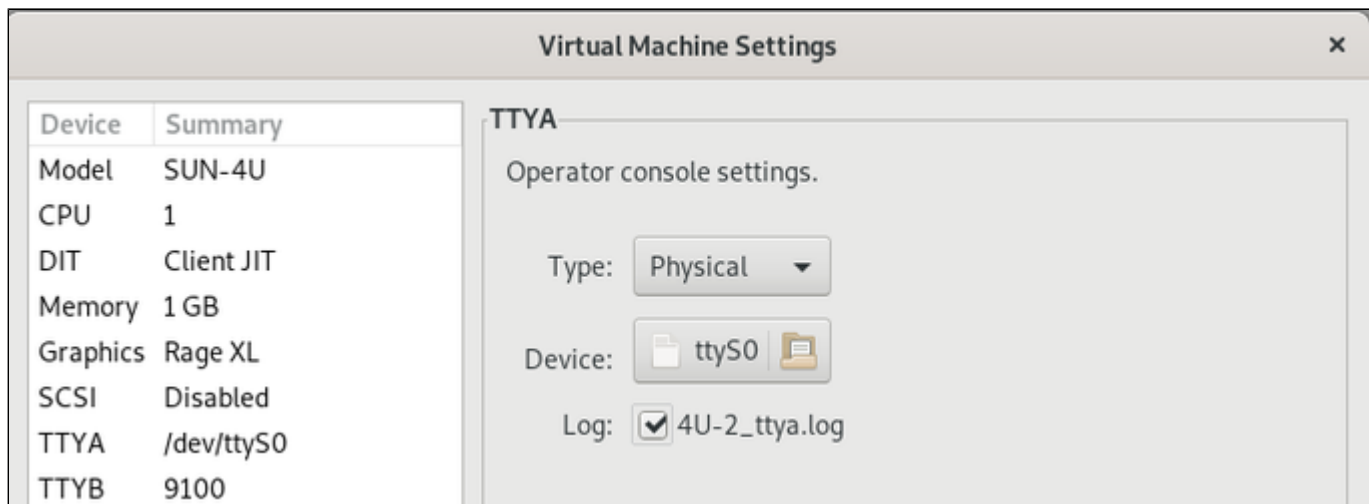 Virtual Machine Settings ×
Device Summary
Model SUN-4U
CPU 1
DIT Client JIT
Memory 1 GB
Graphics Rage XL
SCSI Disabled
TTYA /dev/ttyS0
TTYB 9100
TTYA
Operator console settings.
Type: Physical
Device: ttyS0
Log: 4U-2_ttya.log